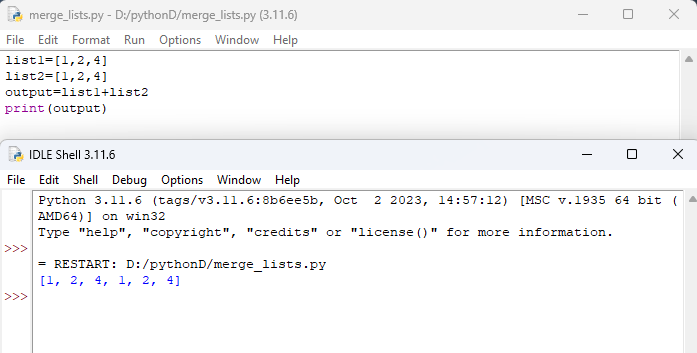 merge_lists.py - D:/pythonD/merge_lists.py (3.11.6)
File Edit Format Run Options Window Help
list1=[1,2,4]
list2=[1,2,4]
output=list1+list2
print(output)
IDLE Shell 3.11.6
File Edit Shell Debug Options Window Help
Python 3.11.6 (tags/v3.11.6:8b6ee5b, Oct  2 2023, 14:57:12) [MSC v.1935 64 bit (
AMD64)] on win32
Type "help", "copyright", "credits" or "license()" for more information.
>>>
= RESTART: D:/pythonD/merge_lists.py
[1, 2, 4, 1, 2, 4]
>>>